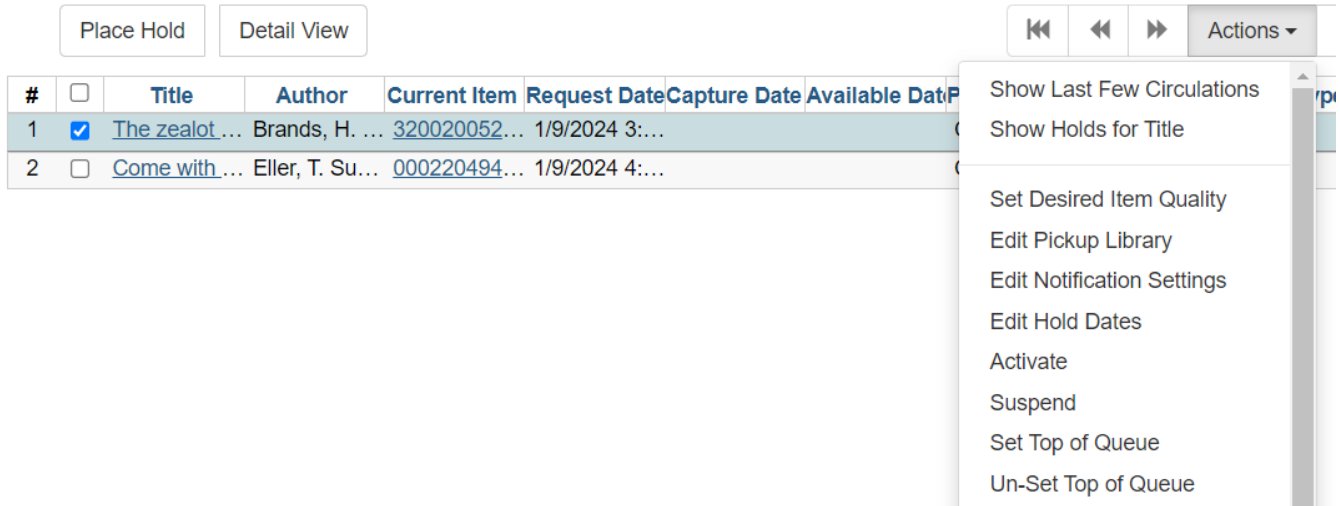 Place Hold Detail View Actions
# Title Author Current Item Request Date Capture Date Available Dat P ype
1 The zealot ... Brands, H. ... 320020052... 1/9/2024 3:...
2 Come with ... Eller, T. Su... 000220494... 1/9/2024 4:...
Show Last Few Circulations
Show Holds for Title
Set Desired Item Quality
Edit Pickup Library
Edit Notification Settings
Edit Hold Dates
Activate
Suspend
Set Top of Queue
Un-Set Top of Queue